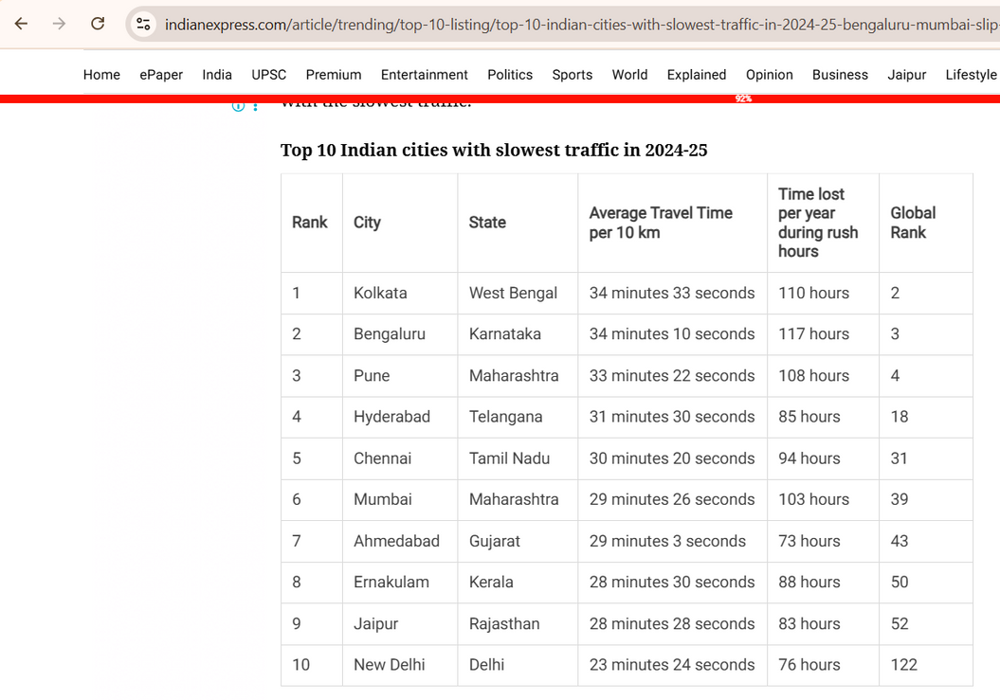 indianexpress.com/article/trending/top-10-listing/top-10-indian-cities-with-slowest-traffic-in-2024-25-bengaluru-mumbai-slip-
Home ePaper India UPSC Premium Entertainment Politics Sports World Explained Opinion Business Jaipur Lifestyle
92%
with the slowest traffic.
Top 10 Indian cities with slowest traffic in 2024-25
Rank City State Average Travel Time per 10 km Time lost per year during rush hours Global Rank
1 Kolkata West Bengal 34 minutes 33 seconds 110 hours 2
2 Bengaluru Karnataka 34 minutes 10 seconds 117 hours 3
3 Pune Maharashtra 33 minutes 22 seconds 108 hours 4
4 Hyderabad Telangana 31 minutes 30 seconds 85 hours 18
5 Chennai Tamil Nadu 30 minutes 20 seconds 94 hours 31
6 Mumbai Maharashtra 29 minutes 26 seconds 103 hours 39
7 Ahmedabad Gujarat 29 minutes 3 seconds 73 hours 43
8 Ernakulam Kerala 28 minutes 30 seconds 88 hours 50
9 Jaipur Rajasthan 28 minutes 28 seconds 83 hours 52
10 New Delhi Delhi 23 minutes 24 seconds 76 hours 122